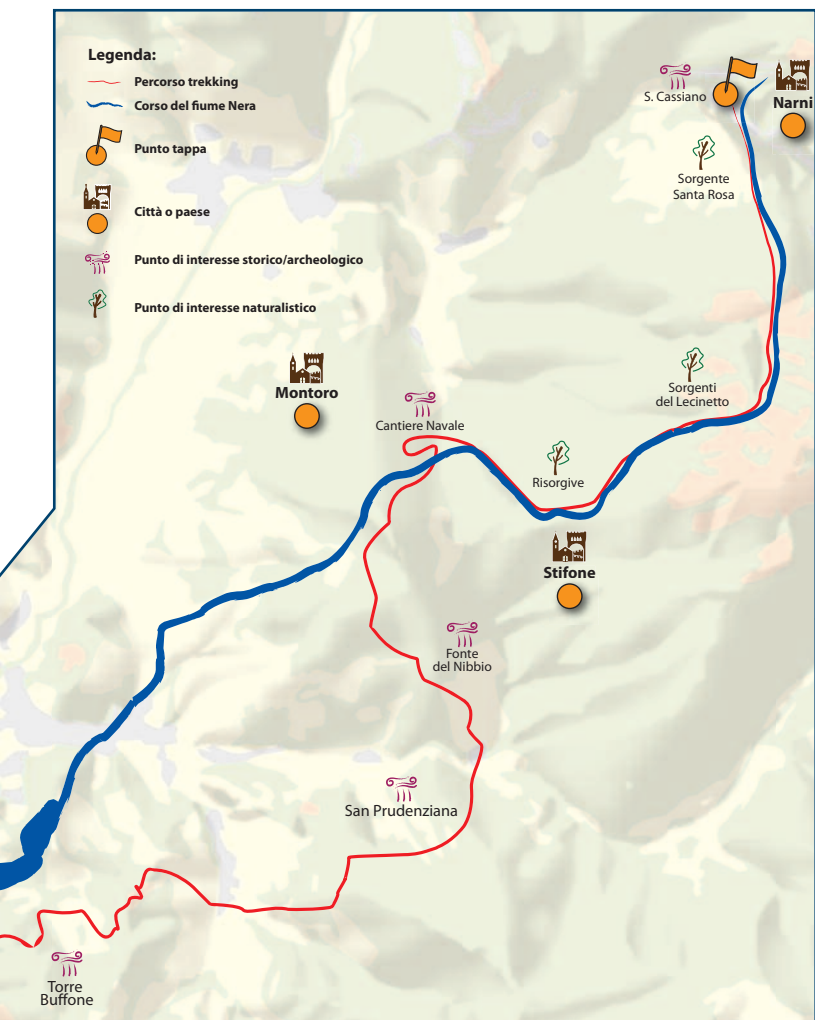 Legenda:
Percorso trekking
Corso del fiume Nera
Punto tappa
Città o paese
Punto di interesse storico/archeologico
Punto di interesse naturalistico
S. Cassiano
Narni
Sorgente
Santa Rosa
Montoro
Sorgenti
del Lecinetto
Cantiere Navale
Risorgive
Stifone
Fonte
del Nibbio
San Prudenziana
Torre
Buffone